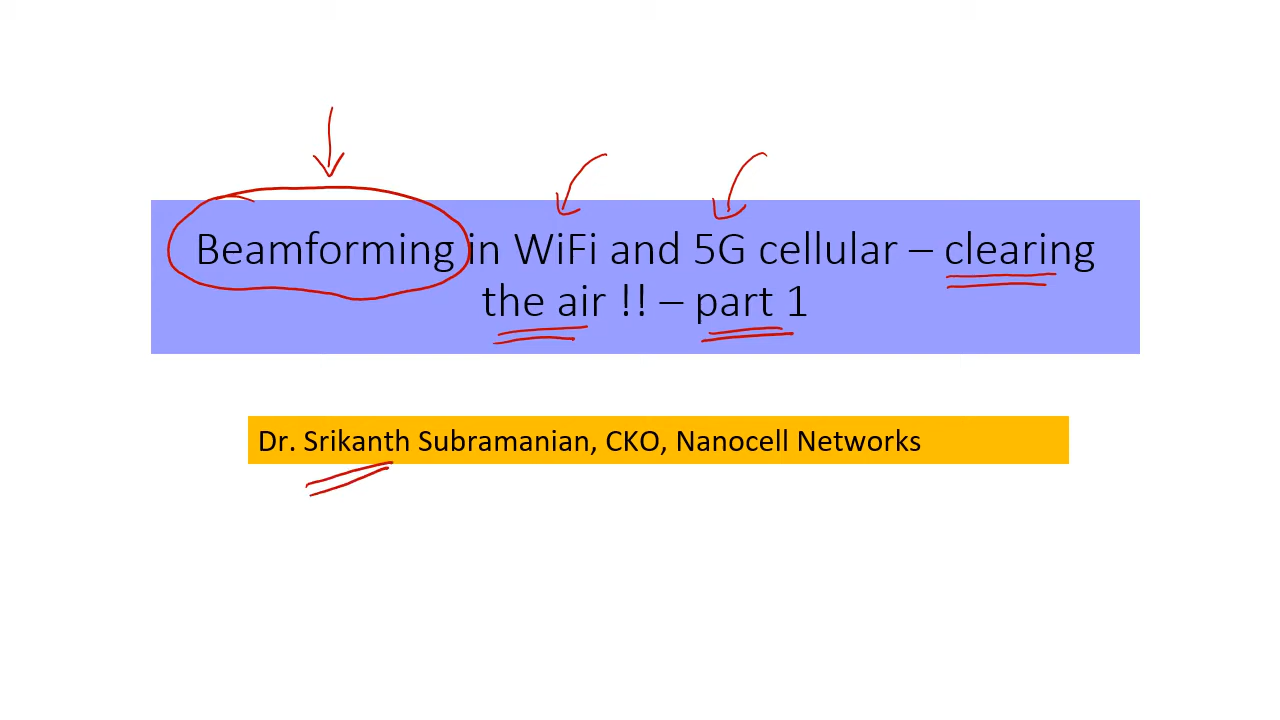 Beamforming in WiFi and 5G cellular – clearing
the air !! – part 1
Dr. Srikanth Subramanian, CKO, Nanocell Networks